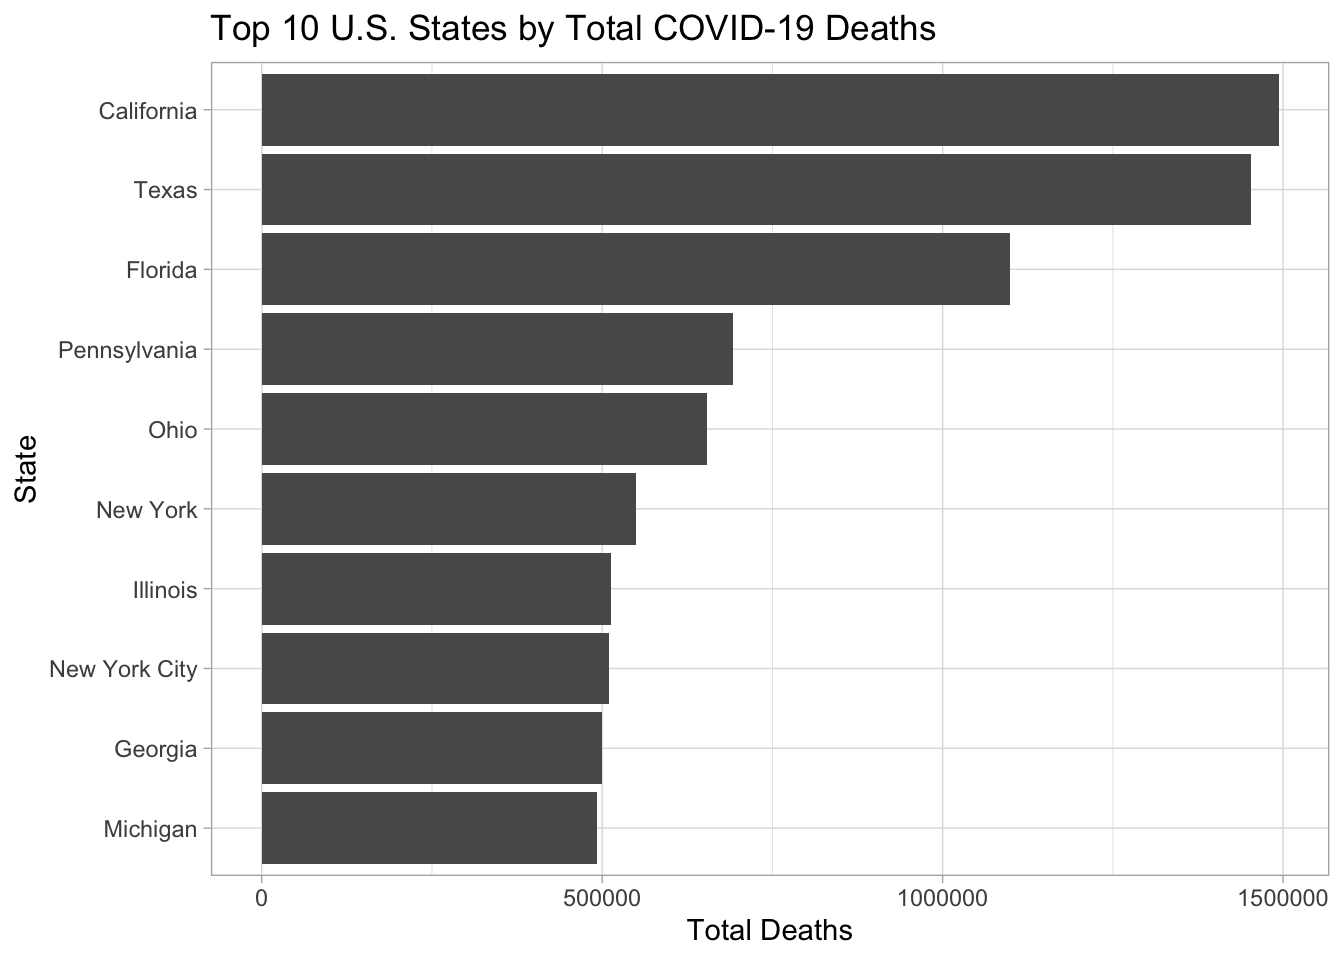 Top 10 U.S. States by Total COVID-19 Deaths
State
California
Texas
Florida
Pennsylvania
Ohio
New York
Illinois
New York City
Georgia
Michigan
0 500000 1000000 1500000
Total Deaths